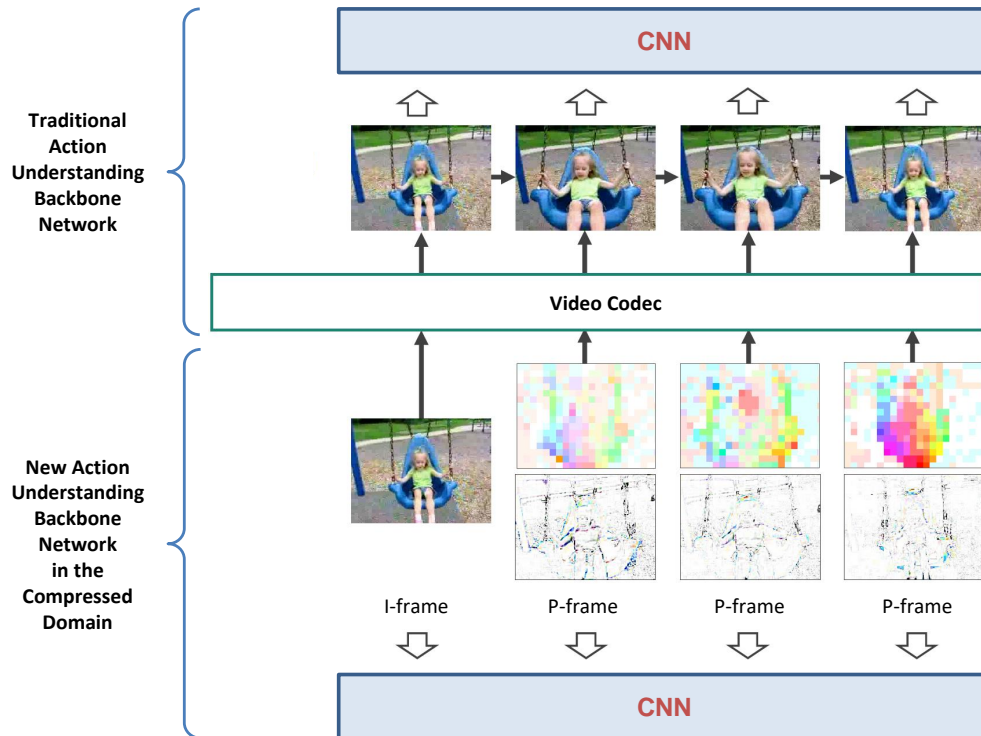 CNN
Traditional
Action
Understanding
Backbone
Network
Video Codec
New Action
Understanding
Backbone
Network
in the
Compressed
Domain
I-frame
P-frame
P-frame
P-frame
CNN